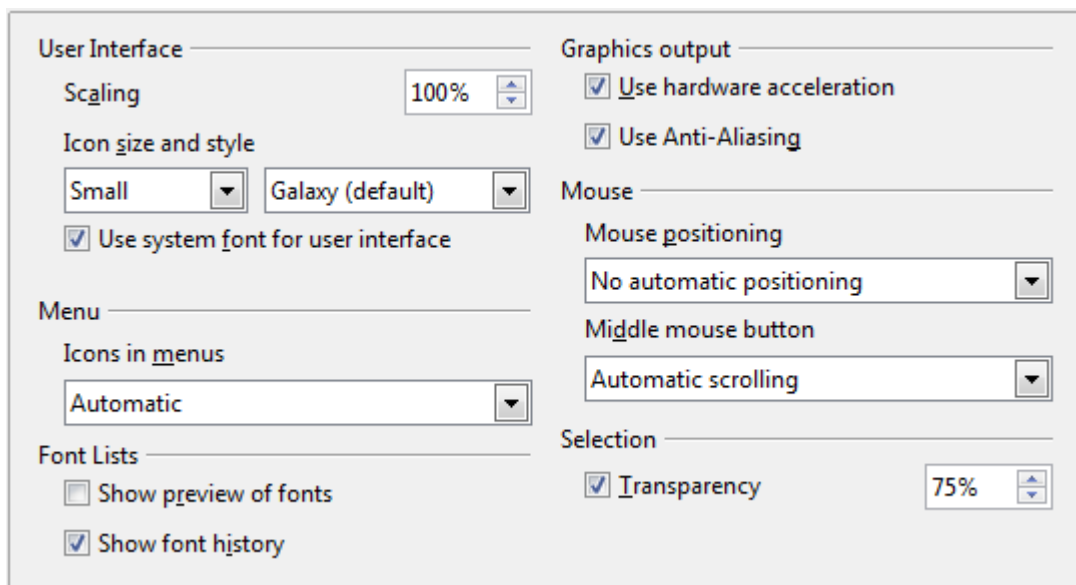 User Interface
Scaling 100%
Icon size and style
Small Galaxy (default)
Use system font for user interface
Menu
Icons in menus
Automatic
Font Lists
Show preview of fonts
Show font history
Graphics output
Use hardware acceleration
Use Anti-Aliasing
Mouse
Mouse positioning
No automatic positioning
Middle mouse button
Automatic scrolling
Selection
Transparency 75%